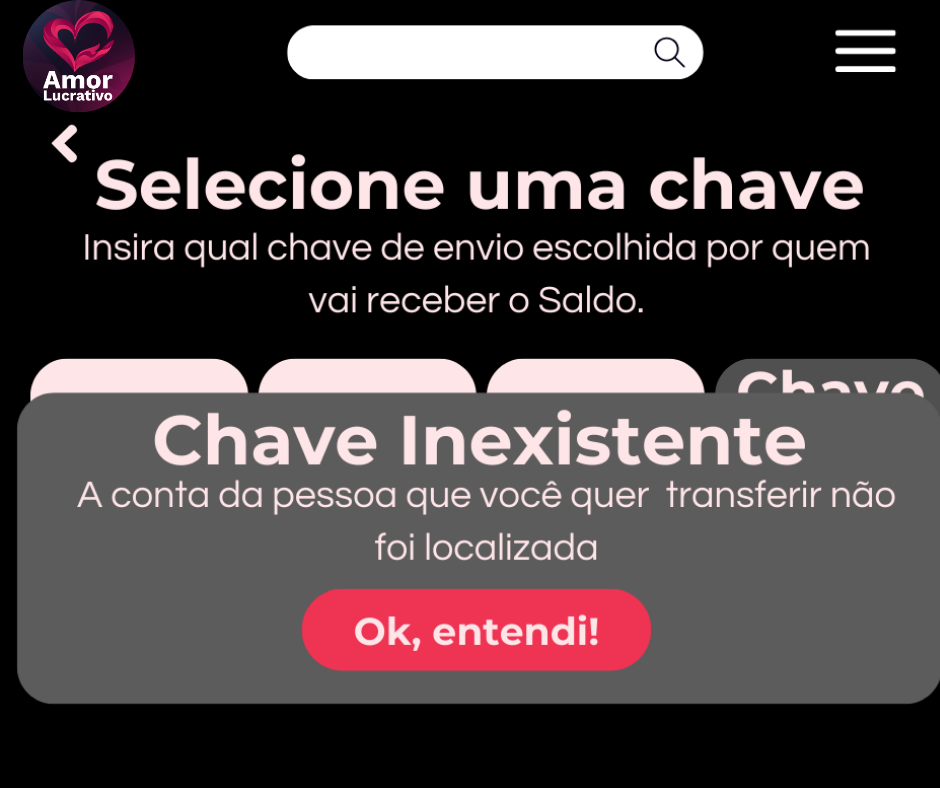 Amor
Lucrativo
Selecione uma chave
Insira qual chave de envio escolhida por quem
vai receber o Saldo.
Chave
Chave Inexistente
A conta da pessoa que você quer transferir não
foi localizada
Ok, entendi!